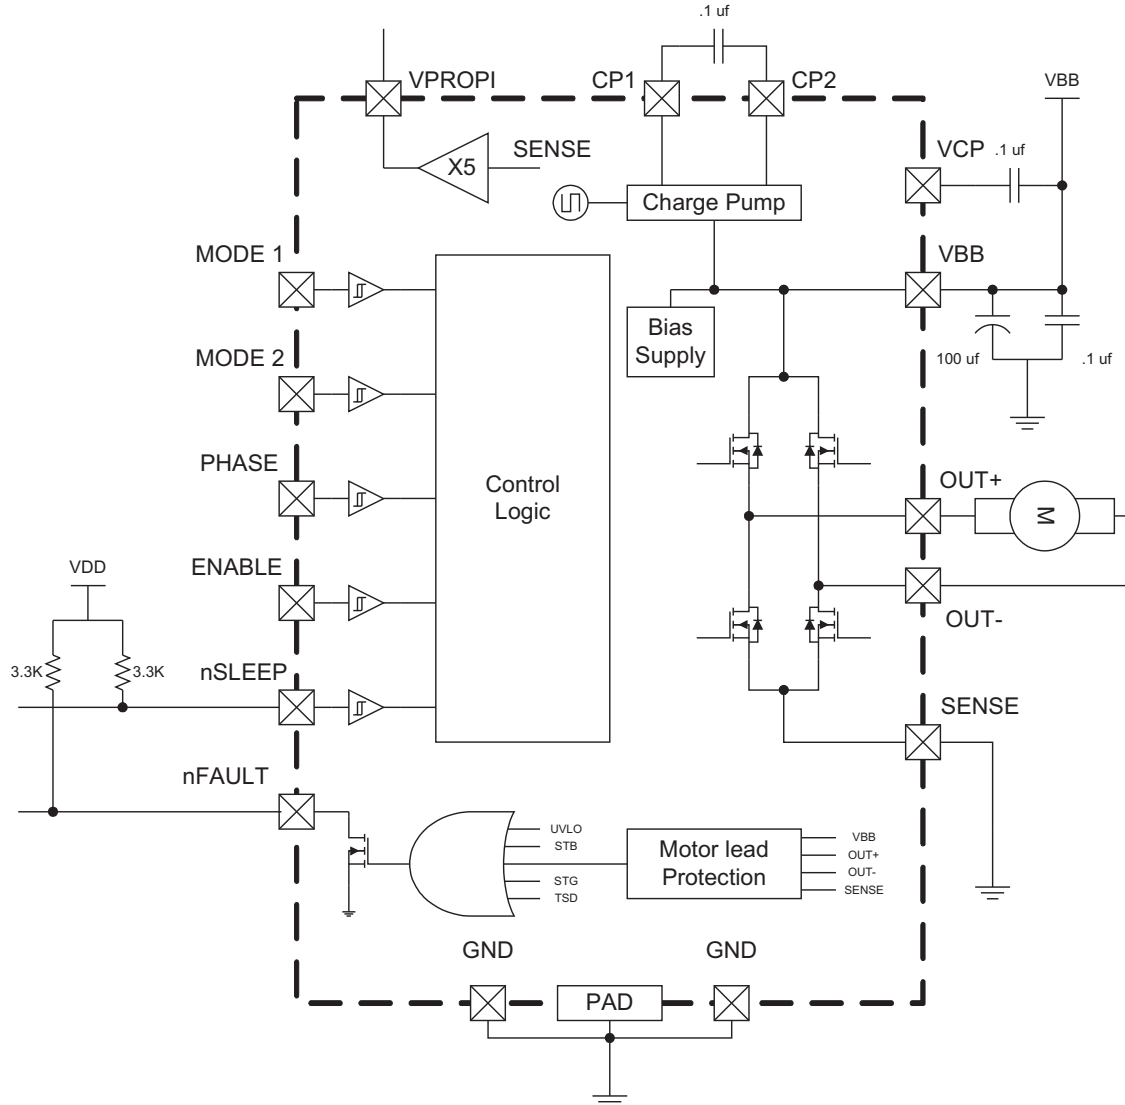 .1 uf
VPROPI
CP1
CP2
VBB
X5
SENSE
VCP
.1 uf
Charge Pump
MODE 1
VBB
Bias
Supply
100 uf
.1 uf
MODE 2
PHASE
Control
Logic
OUT+
M
ENABLE
VDD
OUT-
3.3K
3.3K
nSLEEP
SENSE
nFAULT
UVLO
STB
STG
TSD
Motor lead
Protection
VBB
OUT+
OUT-
SENSE
GND
GND
PAD